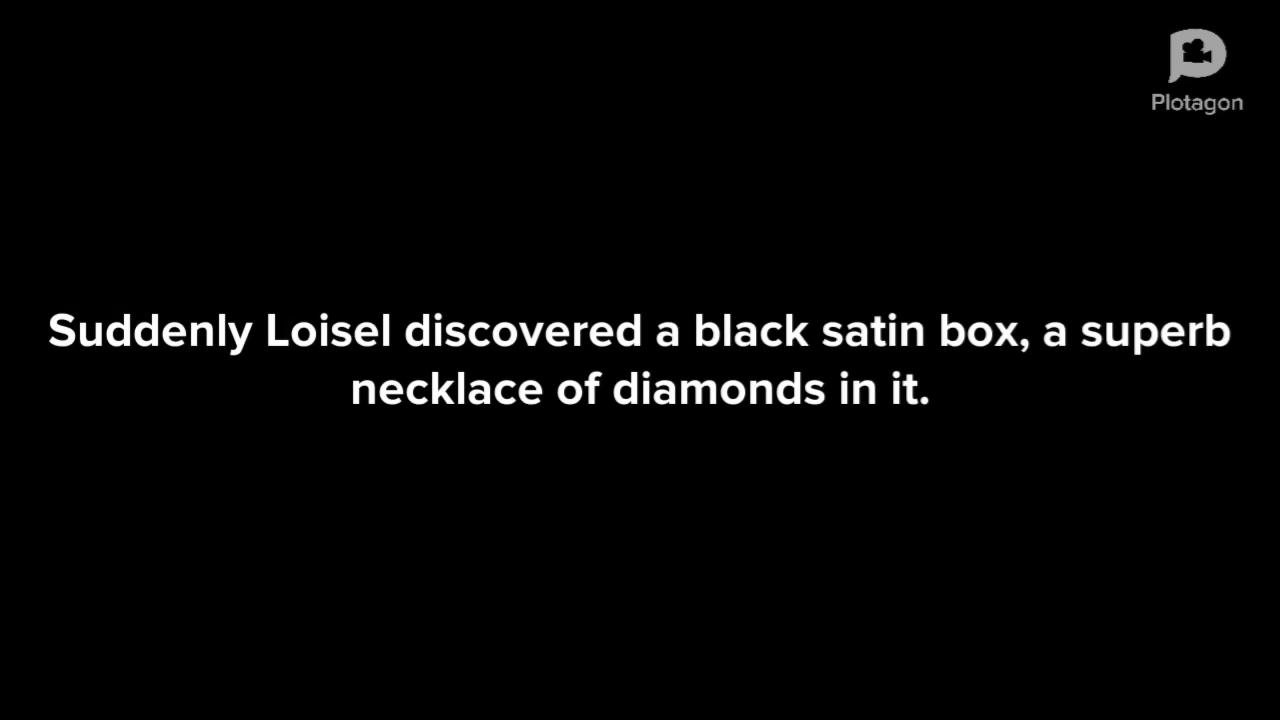 Plotagon
Suddenly Loisel discovered a black satin box, a superb
necklace of diamonds in it.